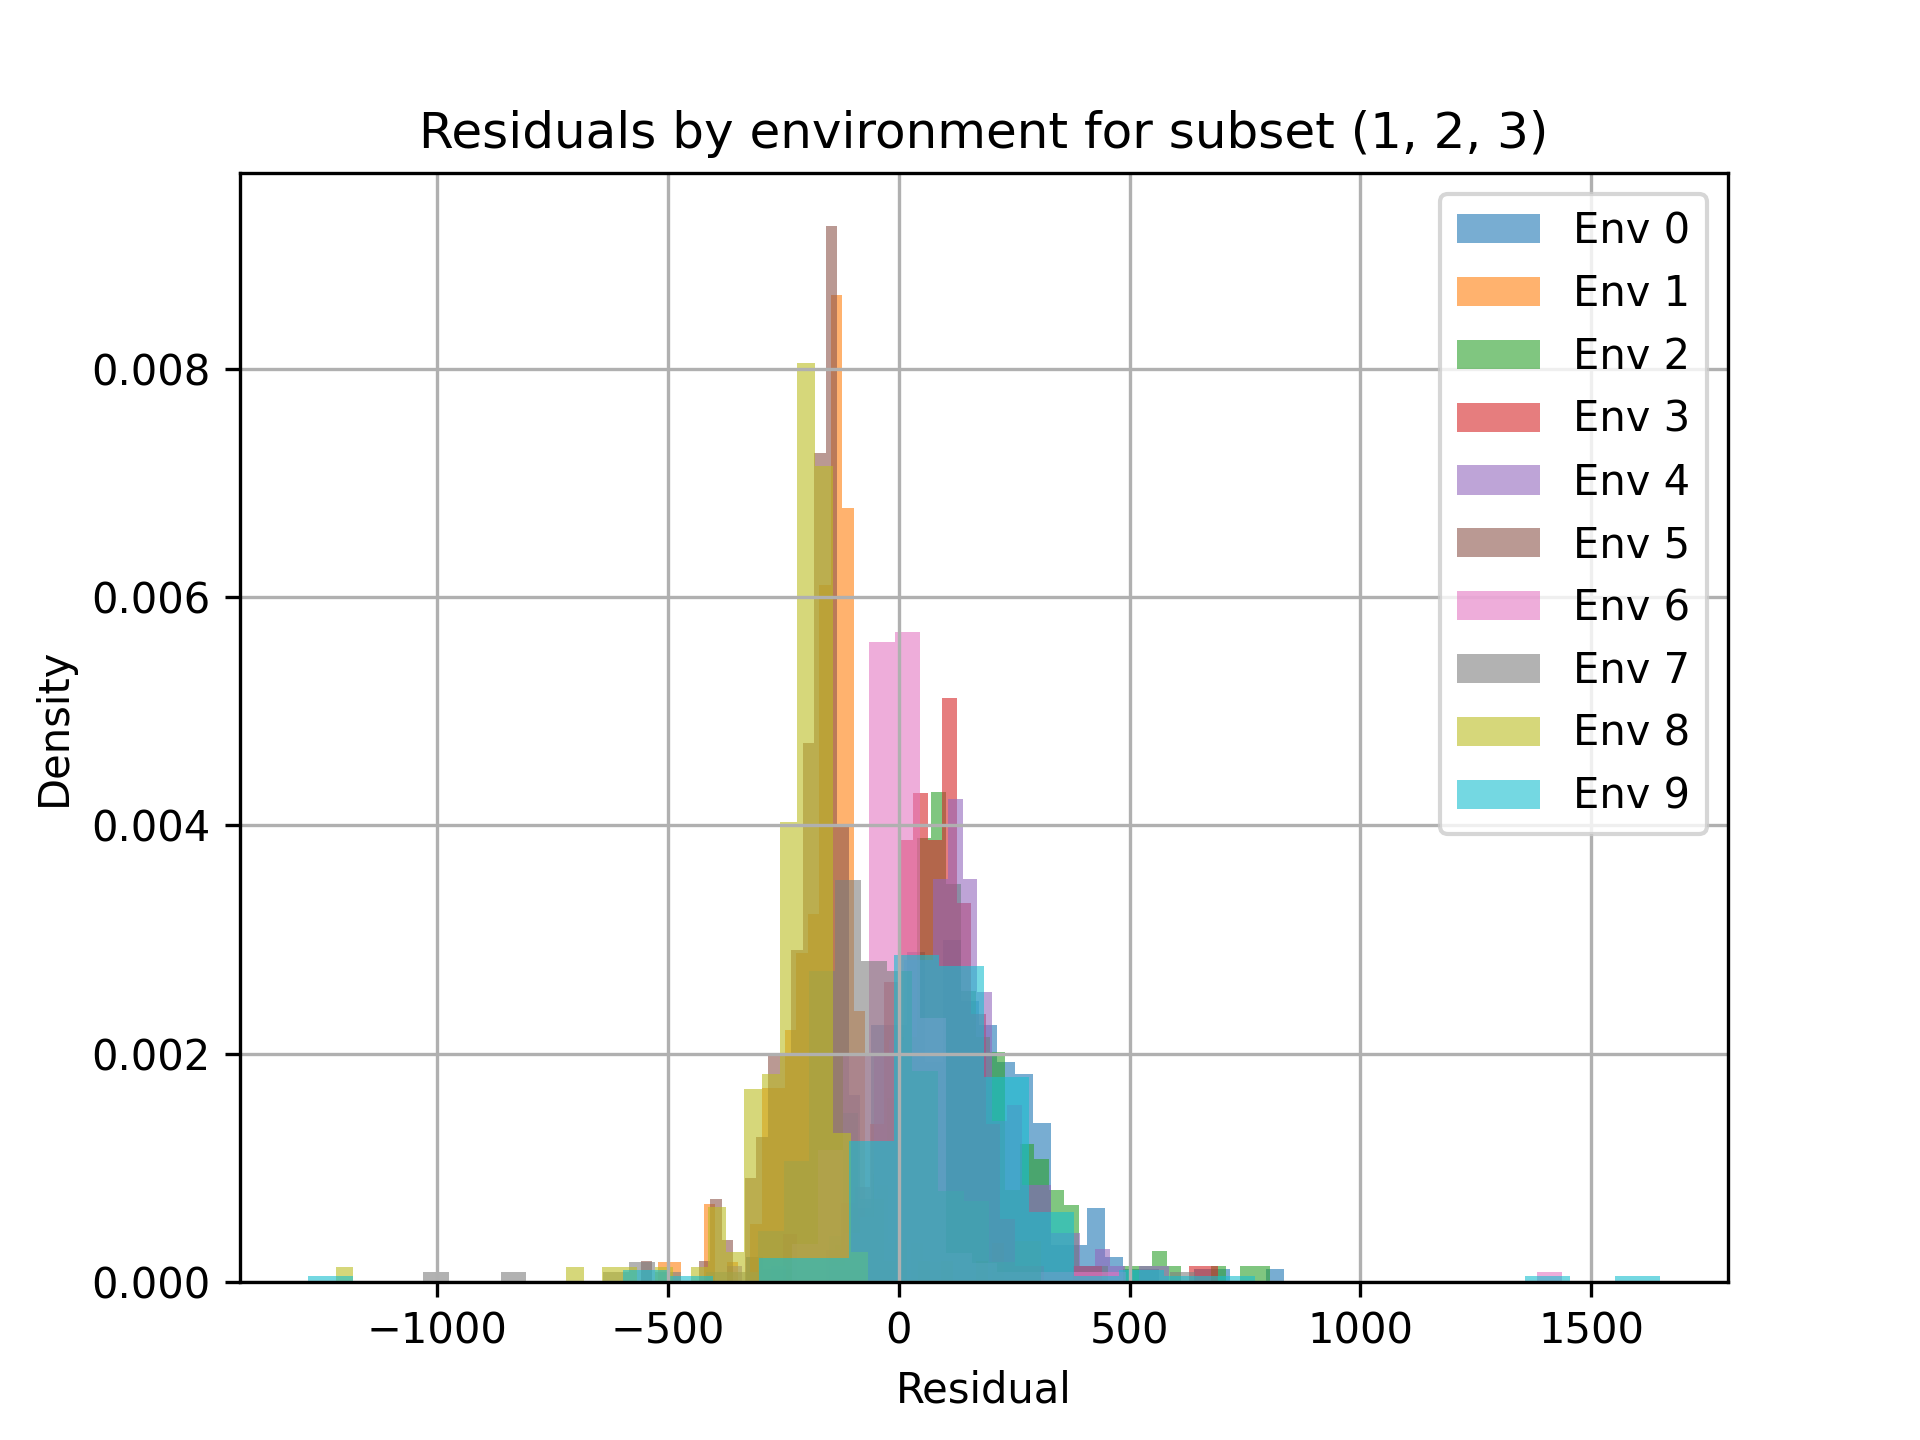 Residuals by environment for subset (1, 2, 3)
Env 0
Env 1
Env 2
Env 3
Env 4
Env 5
Env 6
Env 7
Env 8
Env 9
Density
0.008
0.006
0.004
0.002
0.000
−1000 −500 0 500 1000 1500
Residual